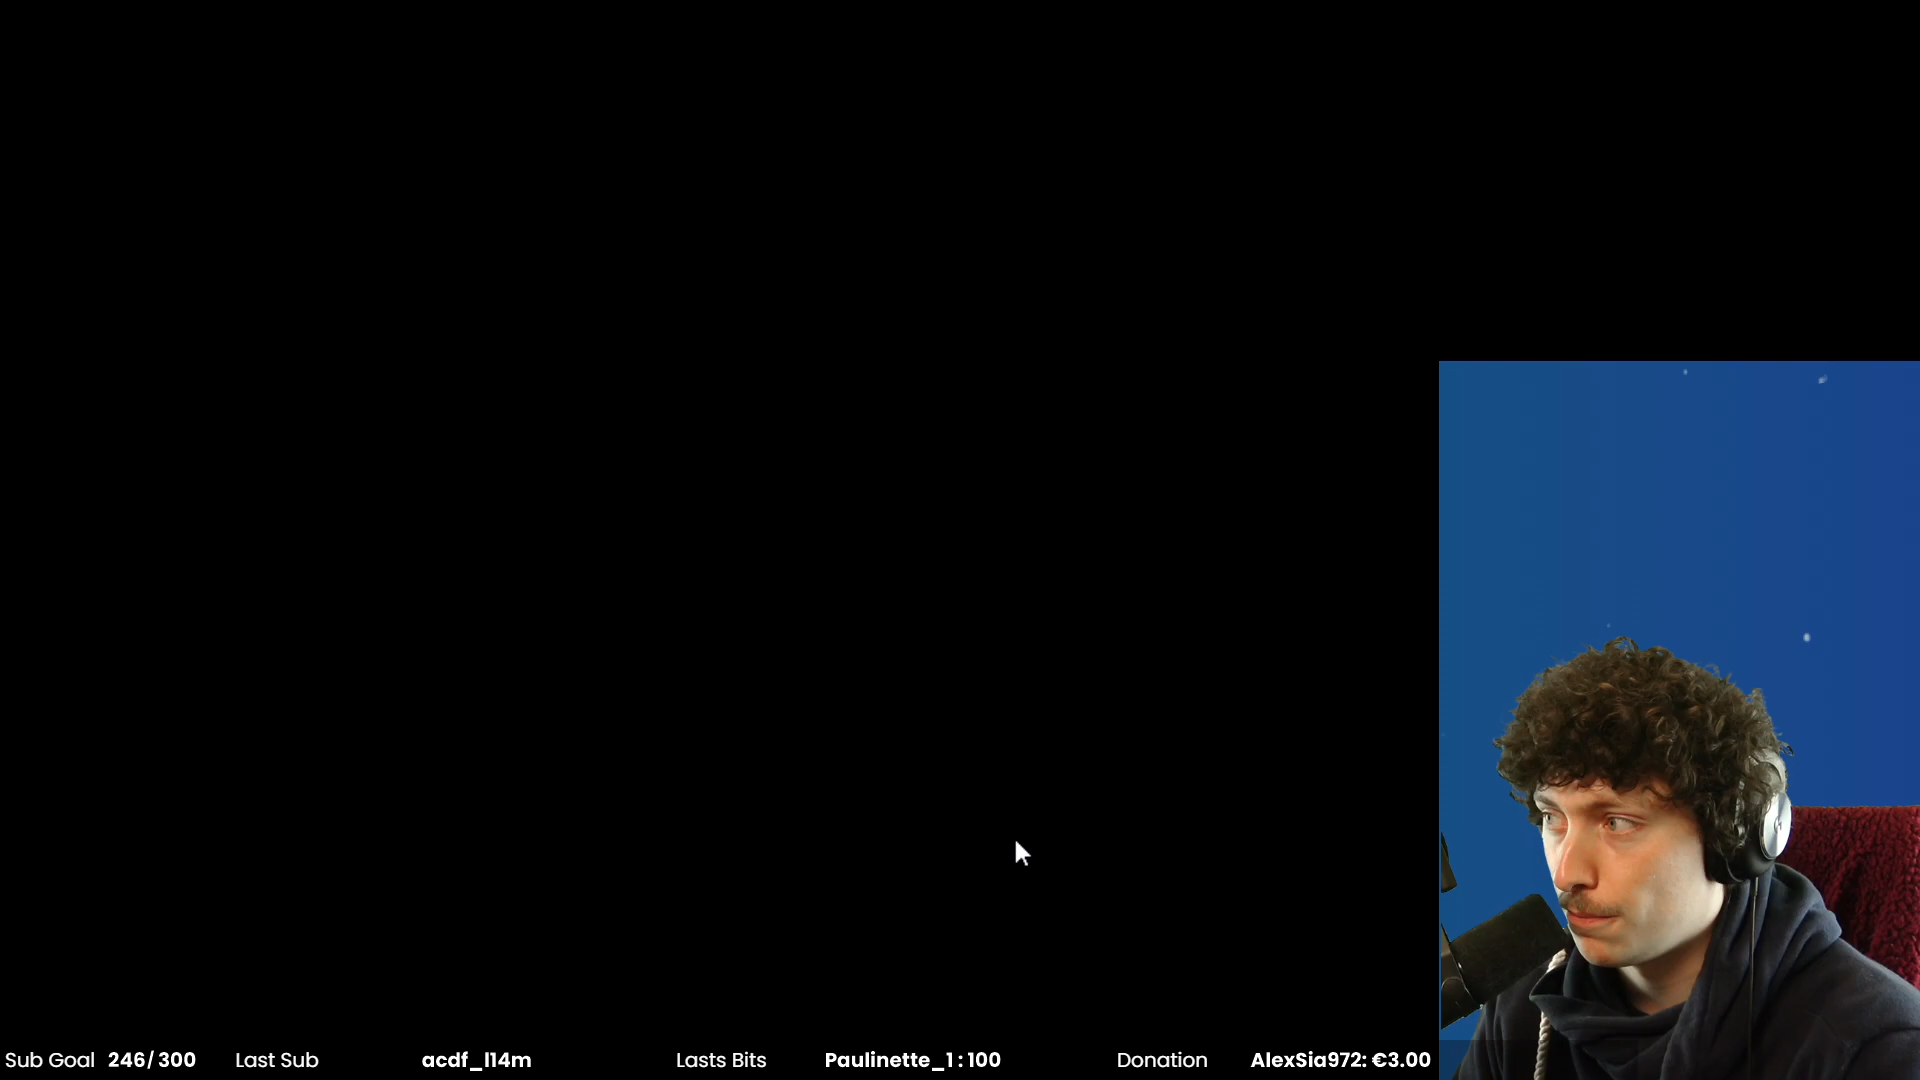 Sub Goal 246/300 Last Sub acdf_l14m Lasts Bits Paulinette_1 : 100 Donation AlexSia972: €3.00